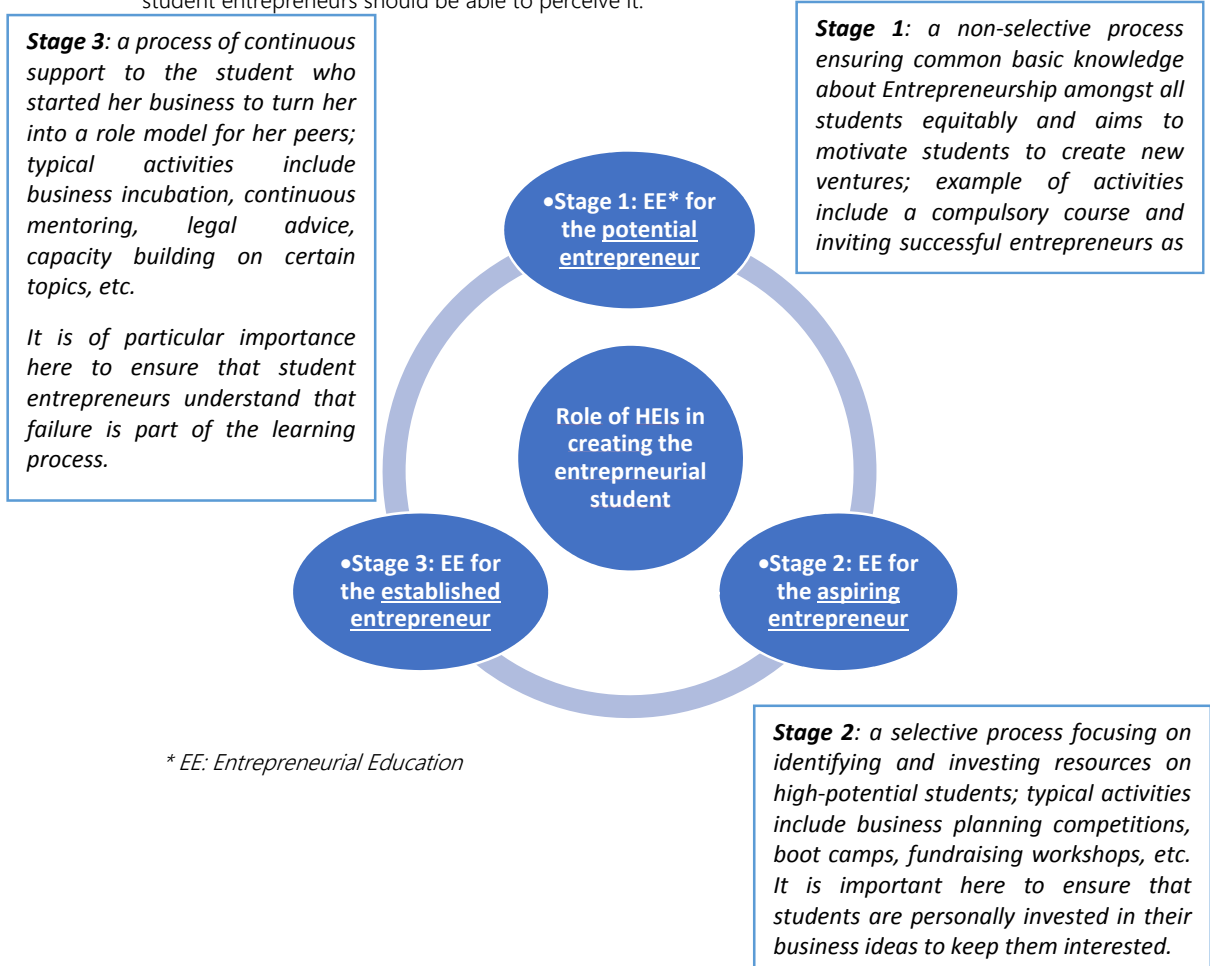 student entrepreneurs should be able to perceive it.
Stage 3: a process of continuous
support to the student who
started her business to turn her
into a role model for her peers;
typical activities include
business incubation, continuous
mentoring, legal advice,
capacity building on certain
topics, etc.
It is of particular importance
here to ensure that student
entrepreneurs understand that
failure is part of the learning
process.
Stage 1: a non-selective process
ensuring common basic knowledge
about Entrepreneurship amongst all
students equitably and aims to
motivate students to create new
ventures; example of activities
include a compulsory course and
inviting successful entrepreneurs as
•Stage 1: EE* for
the potential
entrepreneur
Role of HEIs in
creating the
entreprneurial
student
•Stage 3: EE for
the established
entrepreneur
•Stage 2: EE for
the aspiring
entrepreneur
* EE: Entrepreneurial Education
Stage 2: a selective process focusing on
identifying and investing resources on
high-potential students; typical activities
include business planning competitions,
boot camps, fundraising workshops, etc.
It is important here to ensure that
students are personally invested in their
business ideas to keep them interested.